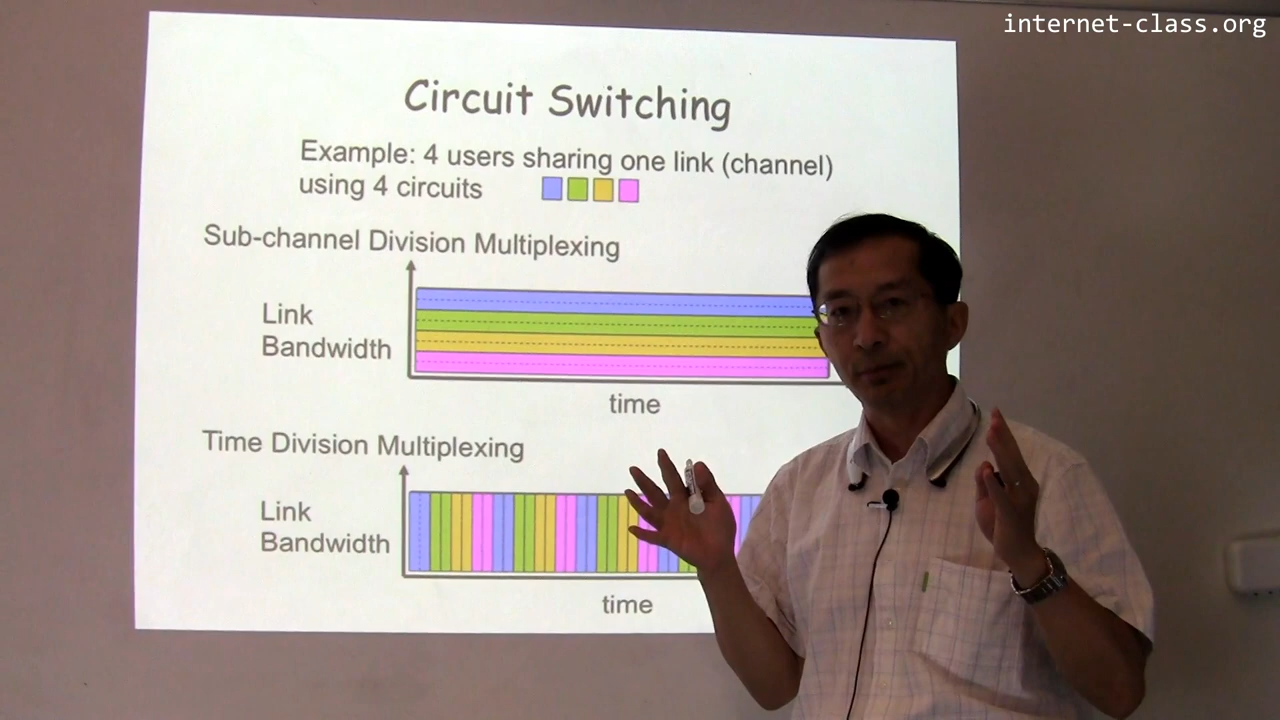 internet-class.org
Circuit Switching
Example: 4 users sharing one link (channel)
using 4 circuits
Sub-channel Division Multiplexing
Link
Bandwidth
time
Time Division Multiplexing
Link
Bandwidth
time